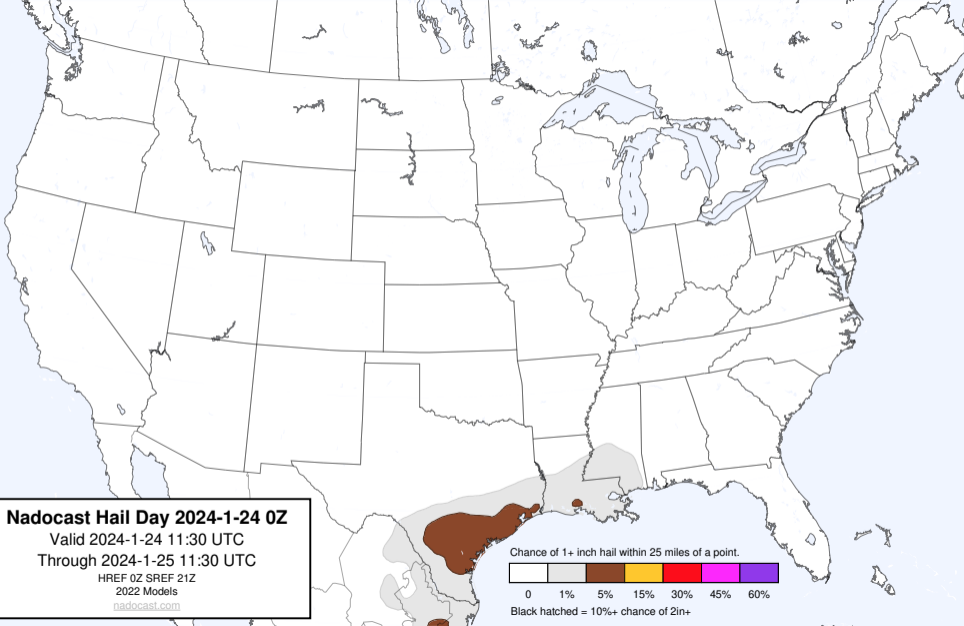 Nadocast Hail Day 2024-1-24 0Z
Valid 2024-1-24 11:30 UTC
Through 2024-1-25 11:30 UTC
HREF 0Z SREF 21Z
2022 Models
nadocast.com
Chance of 1+ inch hail within 25 miles of a point.
0 1% 5% 15% 30% 45% 60%
Black hatched = 10%+ chance of 2in+